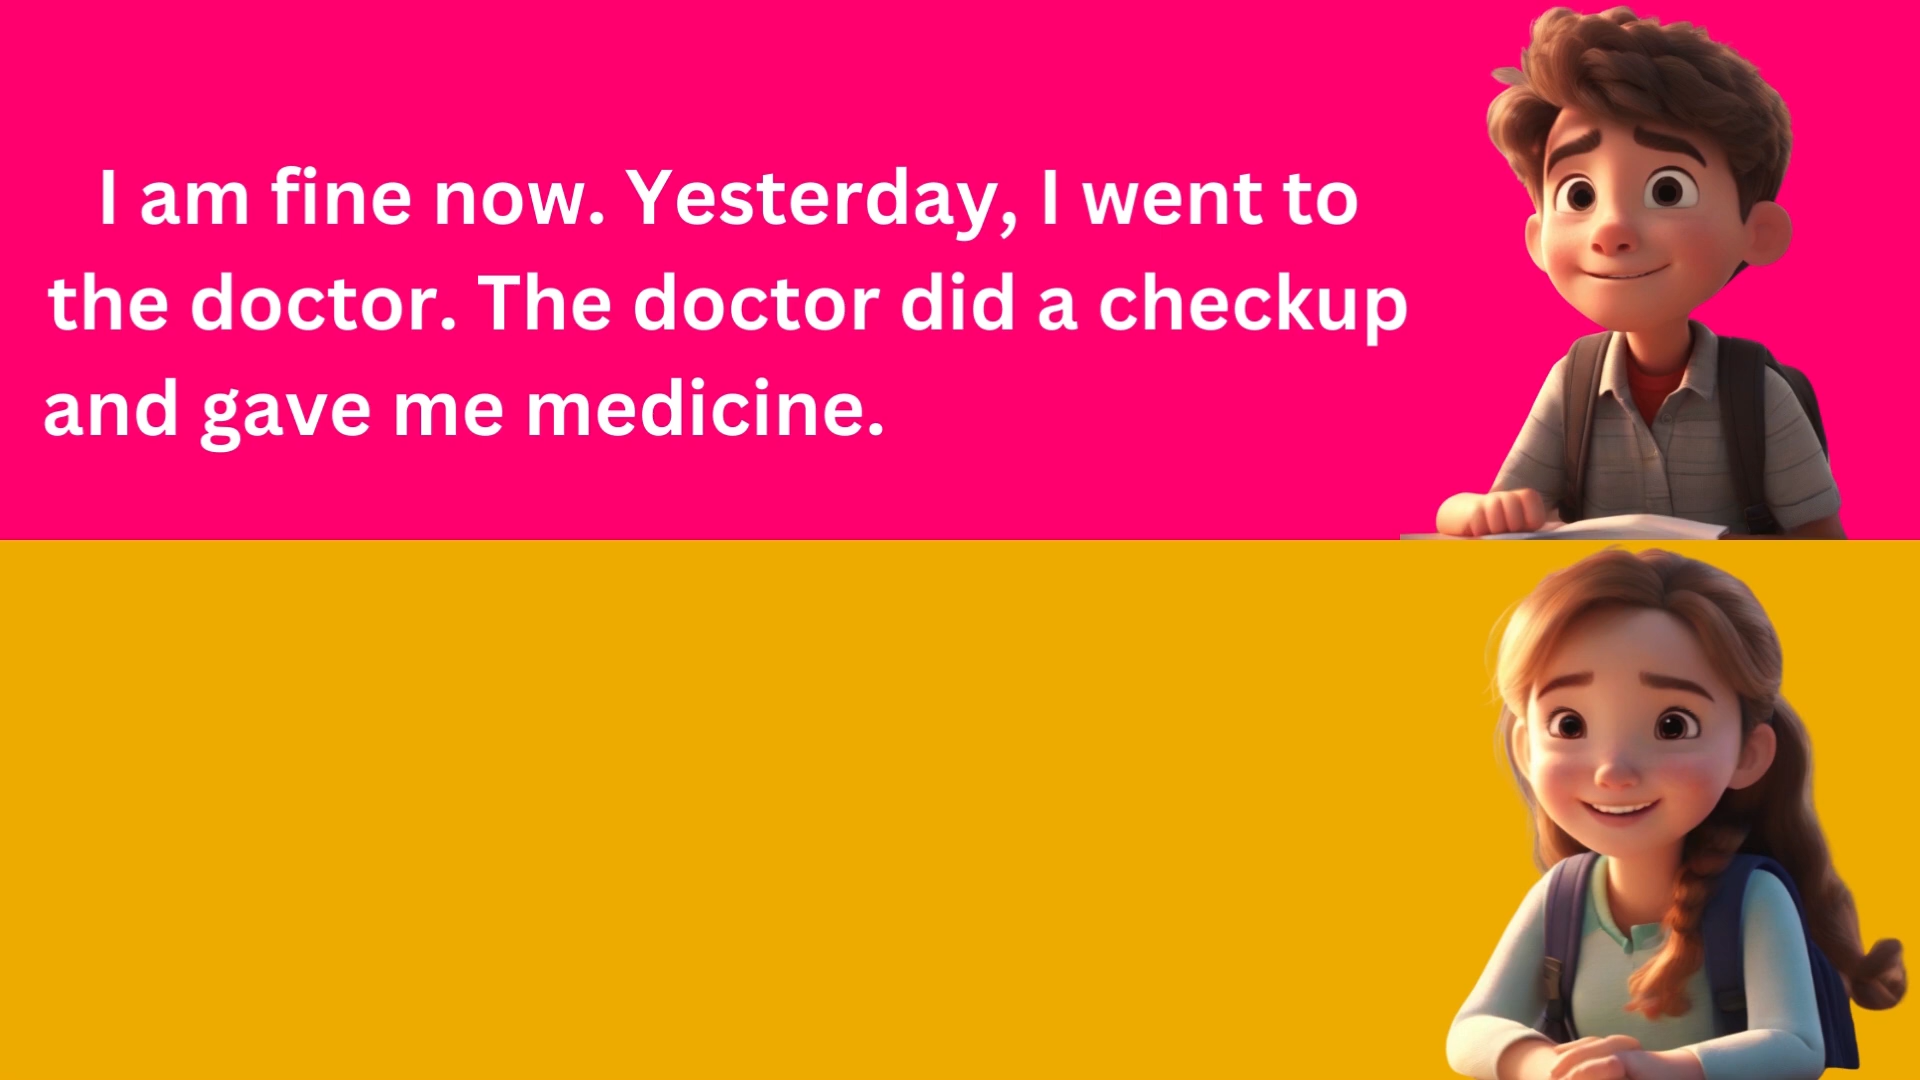 I am fine now. Yesterday, I went to
the doctor. The doctor did a checkup
and gave me medicine.